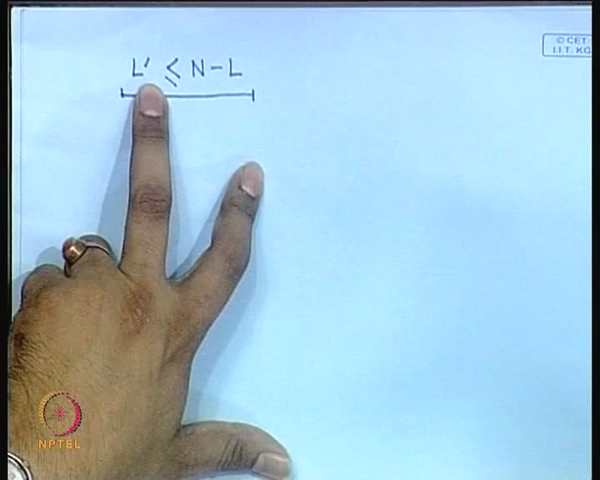 L' ≤ N-L
© CET
I.I.T. KG
NPTEL